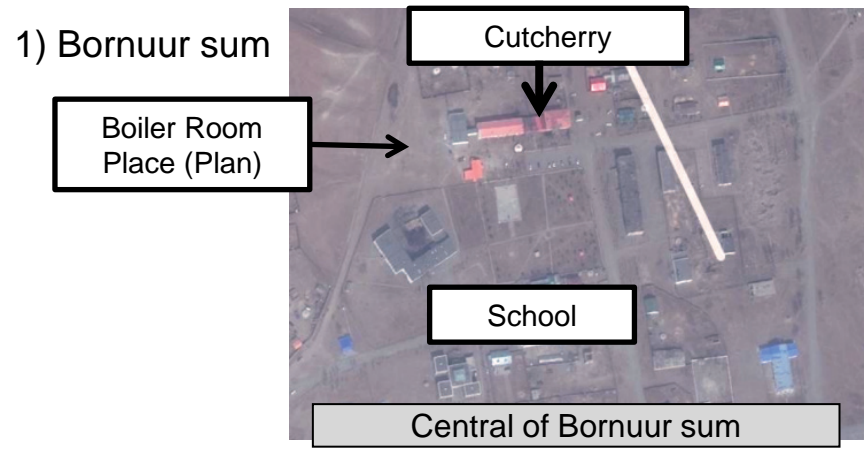 1) Bornuur sum
Cutcherry
Boiler Room
Place (Plan)
School
Central of Bornuur sum